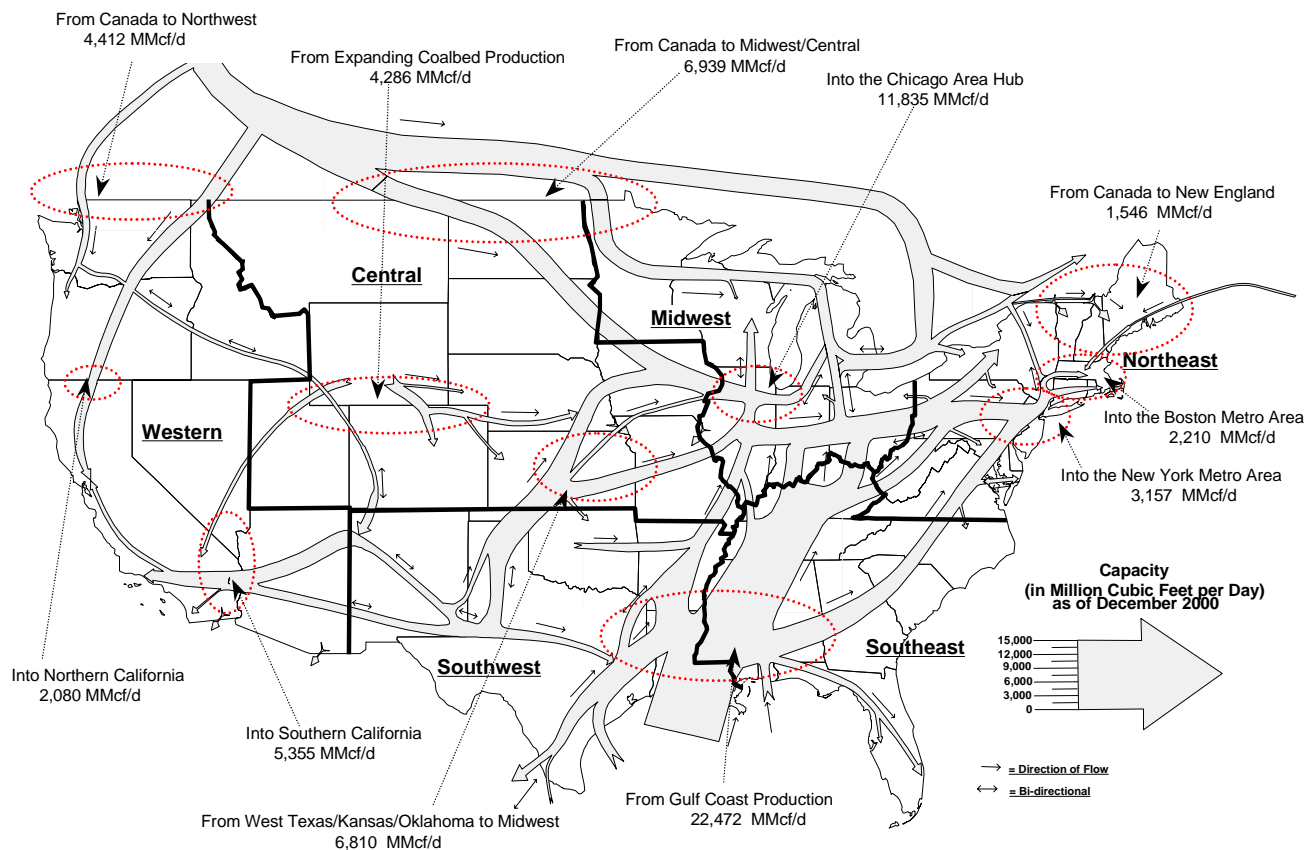 From Canada to Northwest
4,412 MMcf/d
From Expanding Coalbed Production
4,286 MMcf/d
From Canada to Midwest/Central
6,939 MMcf/d
Into the Chicago Area Hub
11,835 MMcf/d
From Canada to New England
1,546 MMcf/d
Central
Midwest
Northeast
Western
Into the Boston Metro Area
2,210 MMcf/d
Into the New York Metro Area
3,157 MMcf/d
Capacity
(in Million Cubic Feet per Day)
as of December 2000
15,000
12,000
9,000
6,000
3,000
0
Southeast
Southwest
Into Northern California
2,080 MMcf/d
Into Southern California
5,355 MMcf/d
= Direction of Flow
= Bi-directional
From Gulf Coast Production
22,472 MMcf/d
From West Texas/Kansas/Oklahoma to Midwest
6,810 MMcf/d